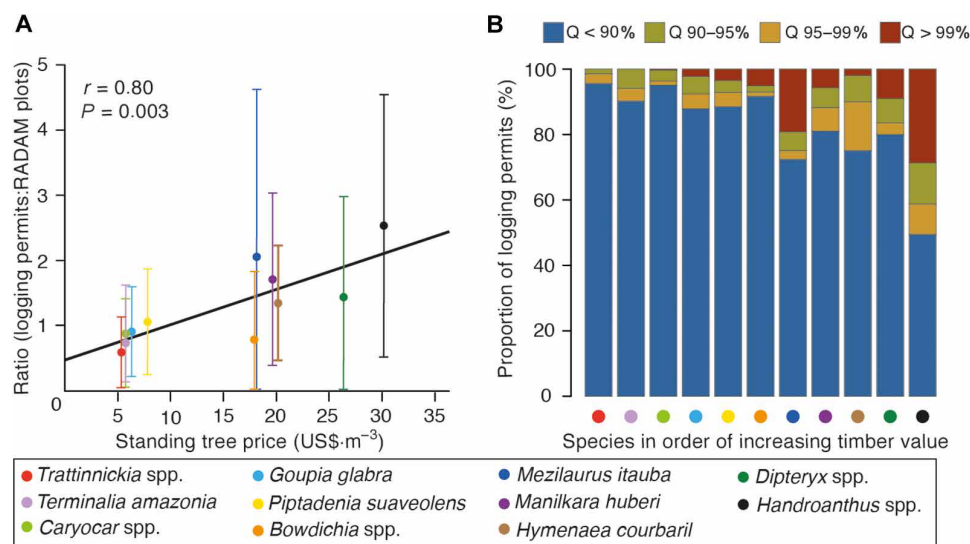 A
r = 0.80
P = 0.003
Ratio (logging permits:RADAM plots)
5
4
3
2
1
0 5 10 15 20 25 30 35
Standing tree price (US$·m⁻³)
B
Q < 90% Q 90–95% Q 95–99% Q > 99%
Proportion of logging permits (%)
100
80
60
40
20
0
Species in order of increasing timber value
Trattinnickia spp. Goupia glabra Mezilaurus itauba Dipteryx spp.
Terminalia amazonia Piptadenia suaveolens Manilkara huberi Handroanthus spp.
Caryocar spp. Bowdichia spp. Hymenaea courbaril